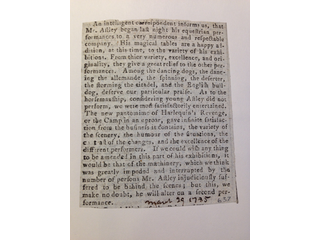 An intelligent correspondent informs us, that
Mr. Astley began last night his equestrian per-
formances to a very numerous and respectable
company. His magical tables are a happy ad-
dition, at this time, to the variety of his exhi-
bitions. From their variety, excellence, and ori-
ginality, they give a great relief to the other per-
formances. Among the dancing dogs, the danc-
ing the allemande, the spinning, the deserter,
the storming the citadel, and the English bull-
dog, deserve our particular praise. As to the
horsemanship, considering young Astley did not
perform, we were most satisfactorily entertained.
The new pantomime of Harlequin's Revenge,
or the Camp in an uproar, gave infinite satisfac-
tion from the business it contains, the variety of
the scenery, the humour of the situations, the
of the changes, and the excellence of the
different performers. If we could wish any thing
to be amended in this part of his exhibitions, it
would be that of the machinery, which we think
was greatly impeded and interrupted by the
number of persons Mr. Astley injudiciously suf-
fered to be behind the scenes; but this, we
make no doubt, he will alter on a second per-
formance.
March 29 1785